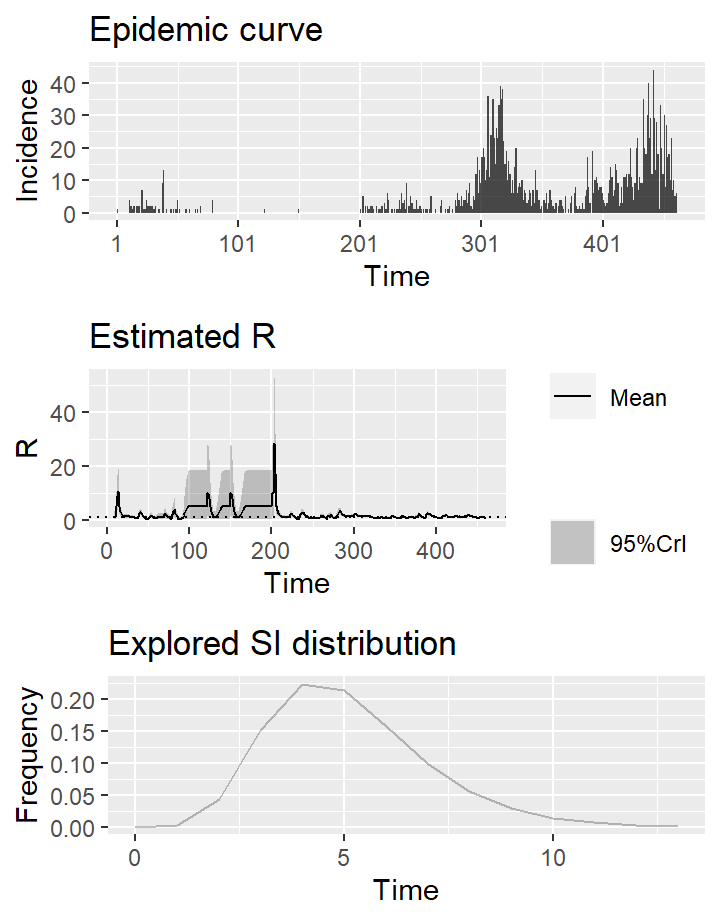 Epidemic curve
Incidence
40
30
20
10
0
1 101 201 301 401
Time
Estimated R
R
40
20
0
0 100 200 300 400
Time
Mean
95%CrI
Explored SI distribution
Frequency
0.20
0.15
0.10
0.05
0.00
0 5 10
Time